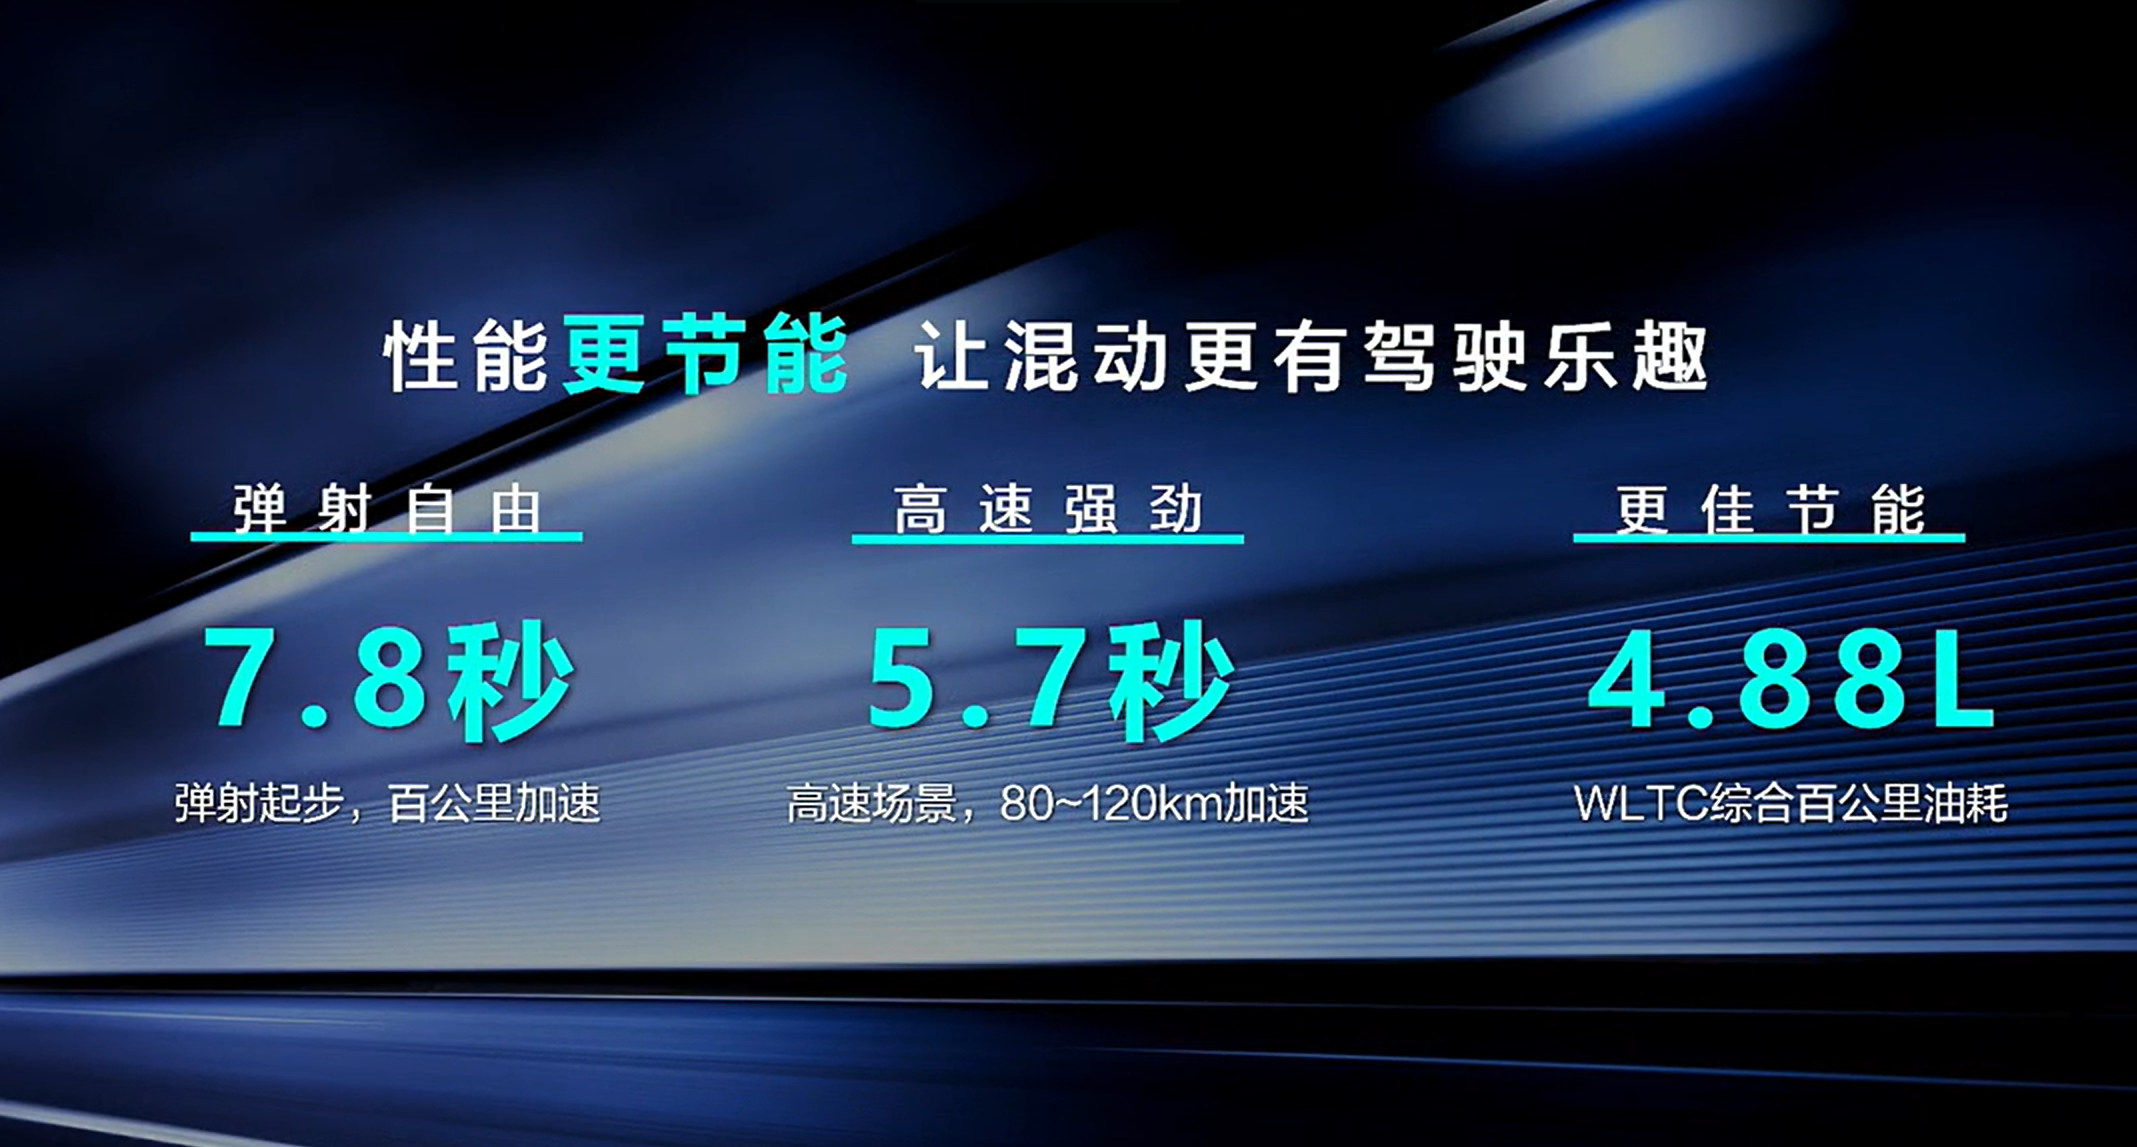 性能更节能 让混动更有驾驶乐趣
弹射自由
高速强劲
更佳节能
7.8秒
5.7秒
4.88L
弹射起步，百公里加速
高速场景，80~120km加速
WLTC综合百公里油耗